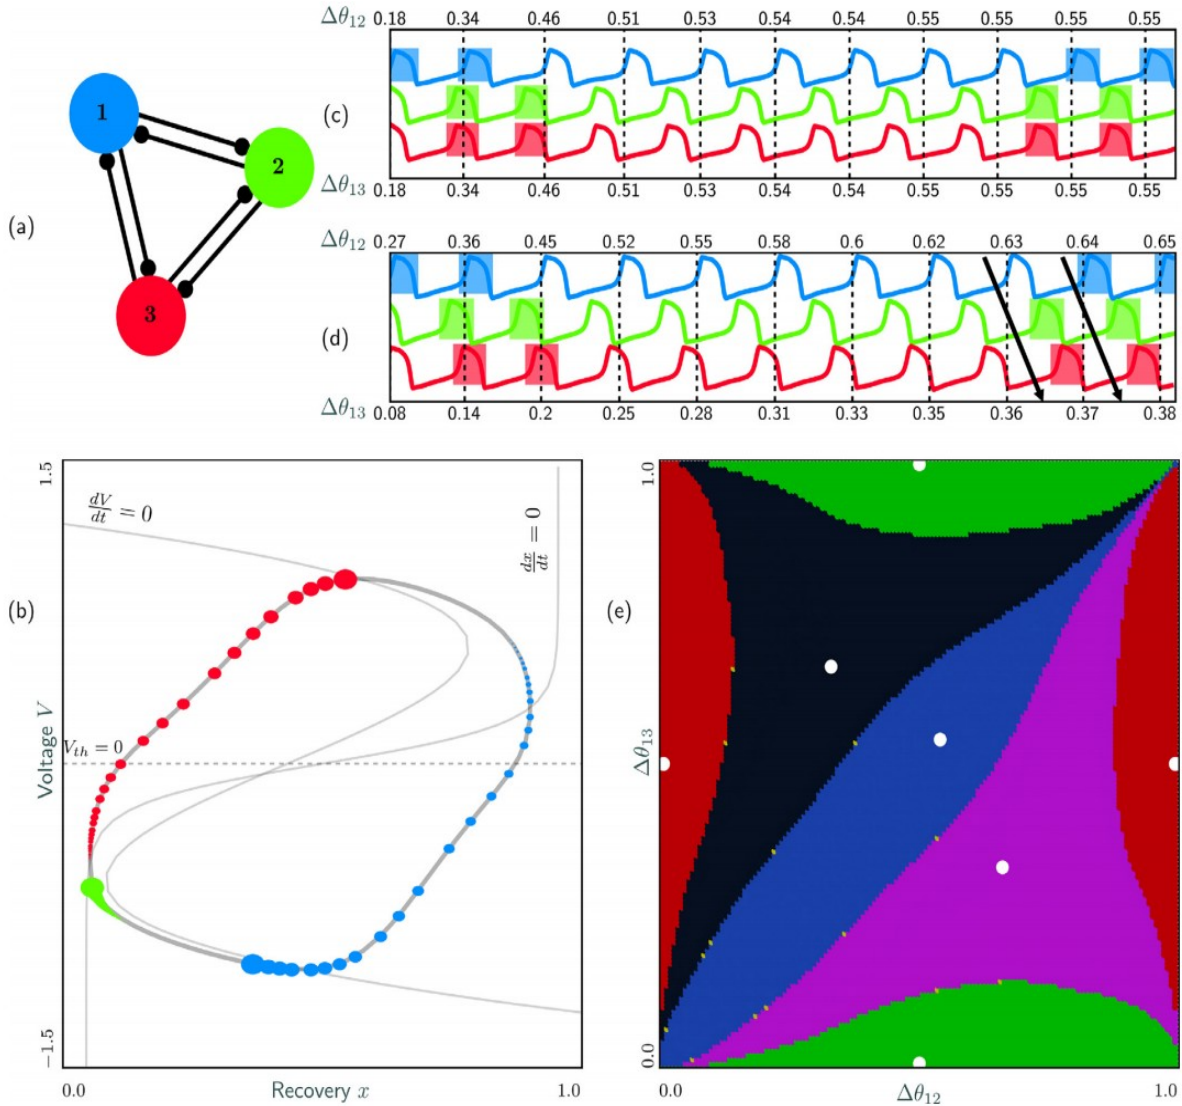 Δθ₁₂ 0.18 0.34 0.46 0.51 0.53 0.54 0.54 0.55 0.55 0.55 0.55
(c)
Δθ₁₃ 0.18 0.34 0.46 0.51 0.53 0.54 0.54 0.55 0.55 0.55 0.55
1
2
3
(a)
Δθ₁₂ 0.27 0.36 0.45 0.52 0.55 0.58 0.6 0.62 0.63 0.64 0.65
(d)
Δθ₁₃ 0.08 0.14 0.2 0.25 0.28 0.31 0.33 0.35 0.36 0.37 0.38
1.5
dV/dt = 0
dx/dt = 0
(b)
Voltage V
V_th = 0
−1.5
0.0 Recovery x 1.0
1.0
(e)
Δθ₁₃
0.0
0.0 Δθ₁₂ 1.0